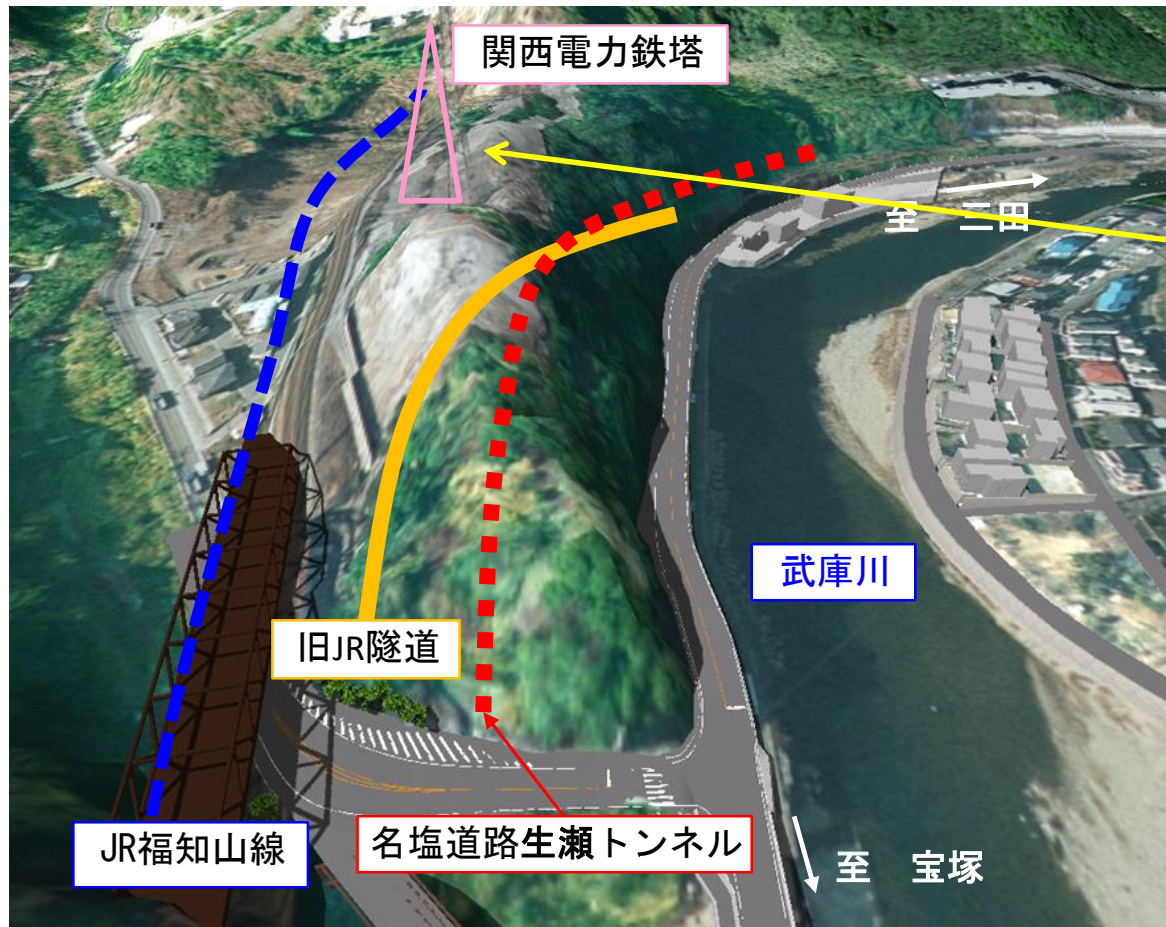 関西電力鉄塔
至 三田
武庫川
旧JR隧道
JR福知山線
名塩道路生瀬トンネル
至 宝塚